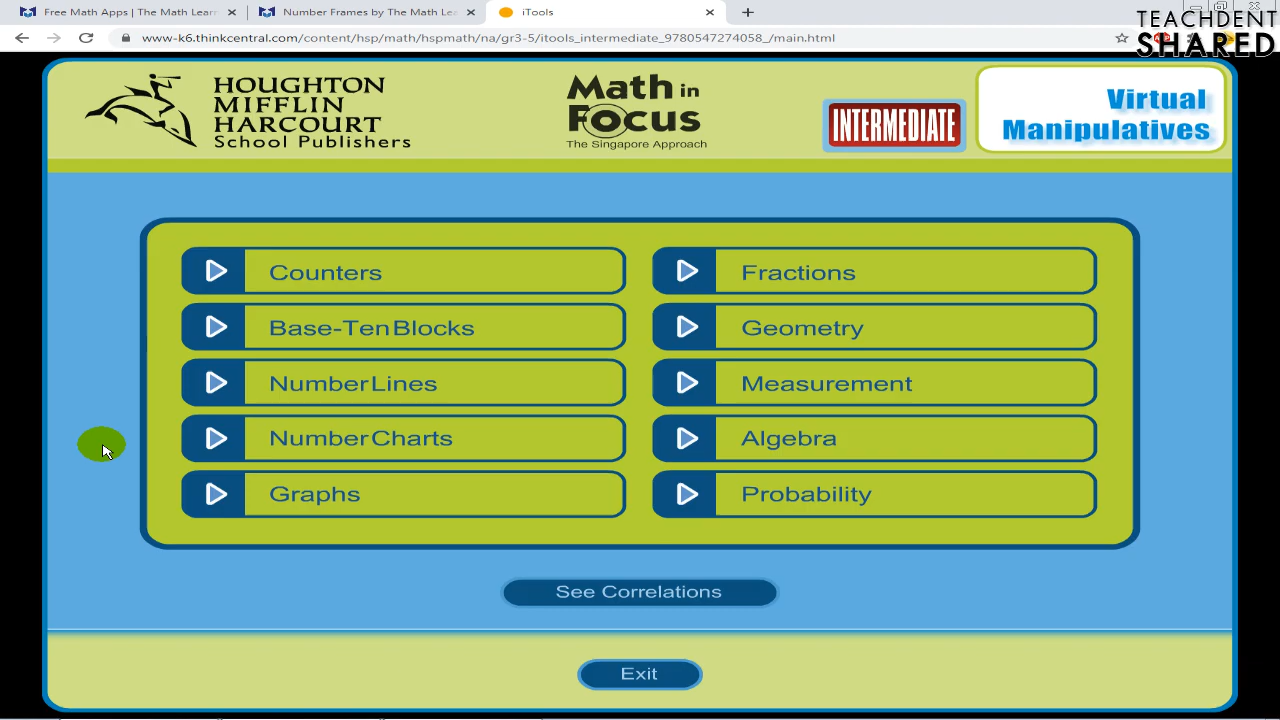 Free Math Apps | The Math Lear
Number Frames by The Math Le
iTools
TEACHDENT
SHARED
www-k6.thinkcentral.com/content/hsp/math/hspmath/na/gr3-5/itools_intermediate_9780547274058_/main.html
HOUGHTON
MIFFLIN
HARCOURT
School Publishers
Math in
Focus
The Singapore Approach
INTERMEDIATE
Virtual
Manipulatives
Counters
Base-Ten Blocks
Number Lines
Number Charts
Graphs
Fractions
Geometry
Measurement
Algebra
Probability
See Correlations
Exit